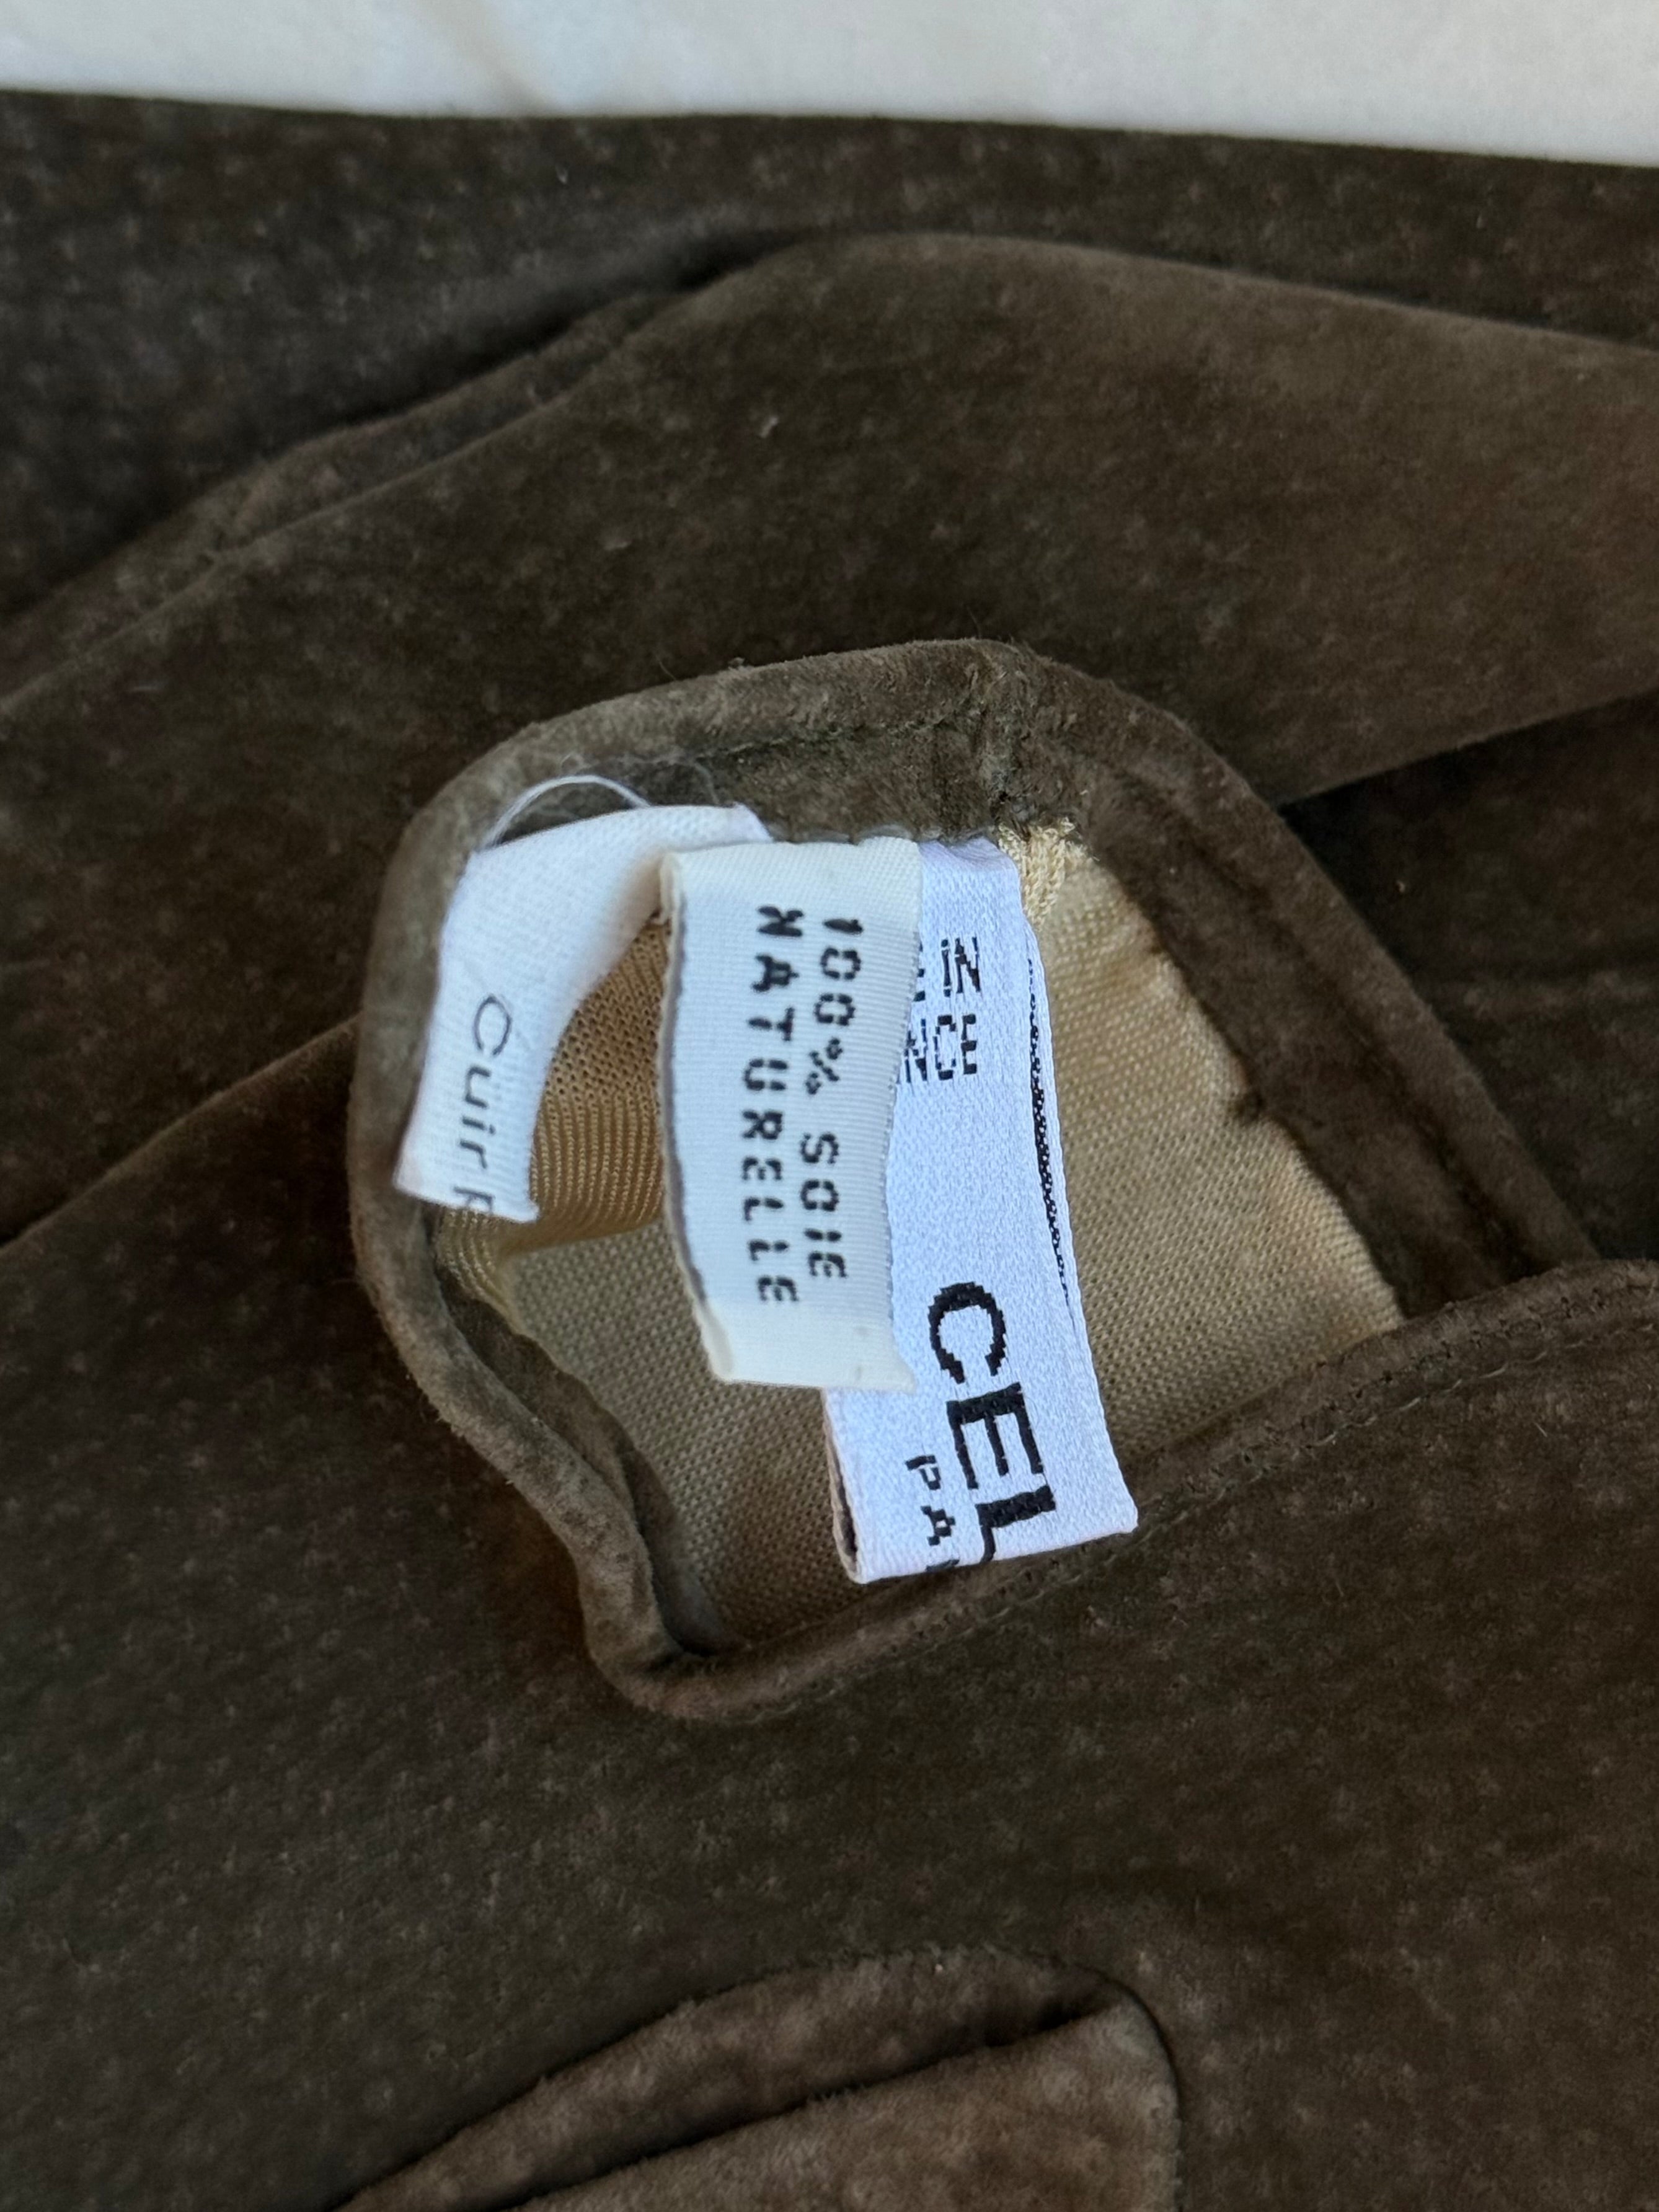 Cuir
100% SOIE
NATURELLE
E IN
NCE
CEL
PA